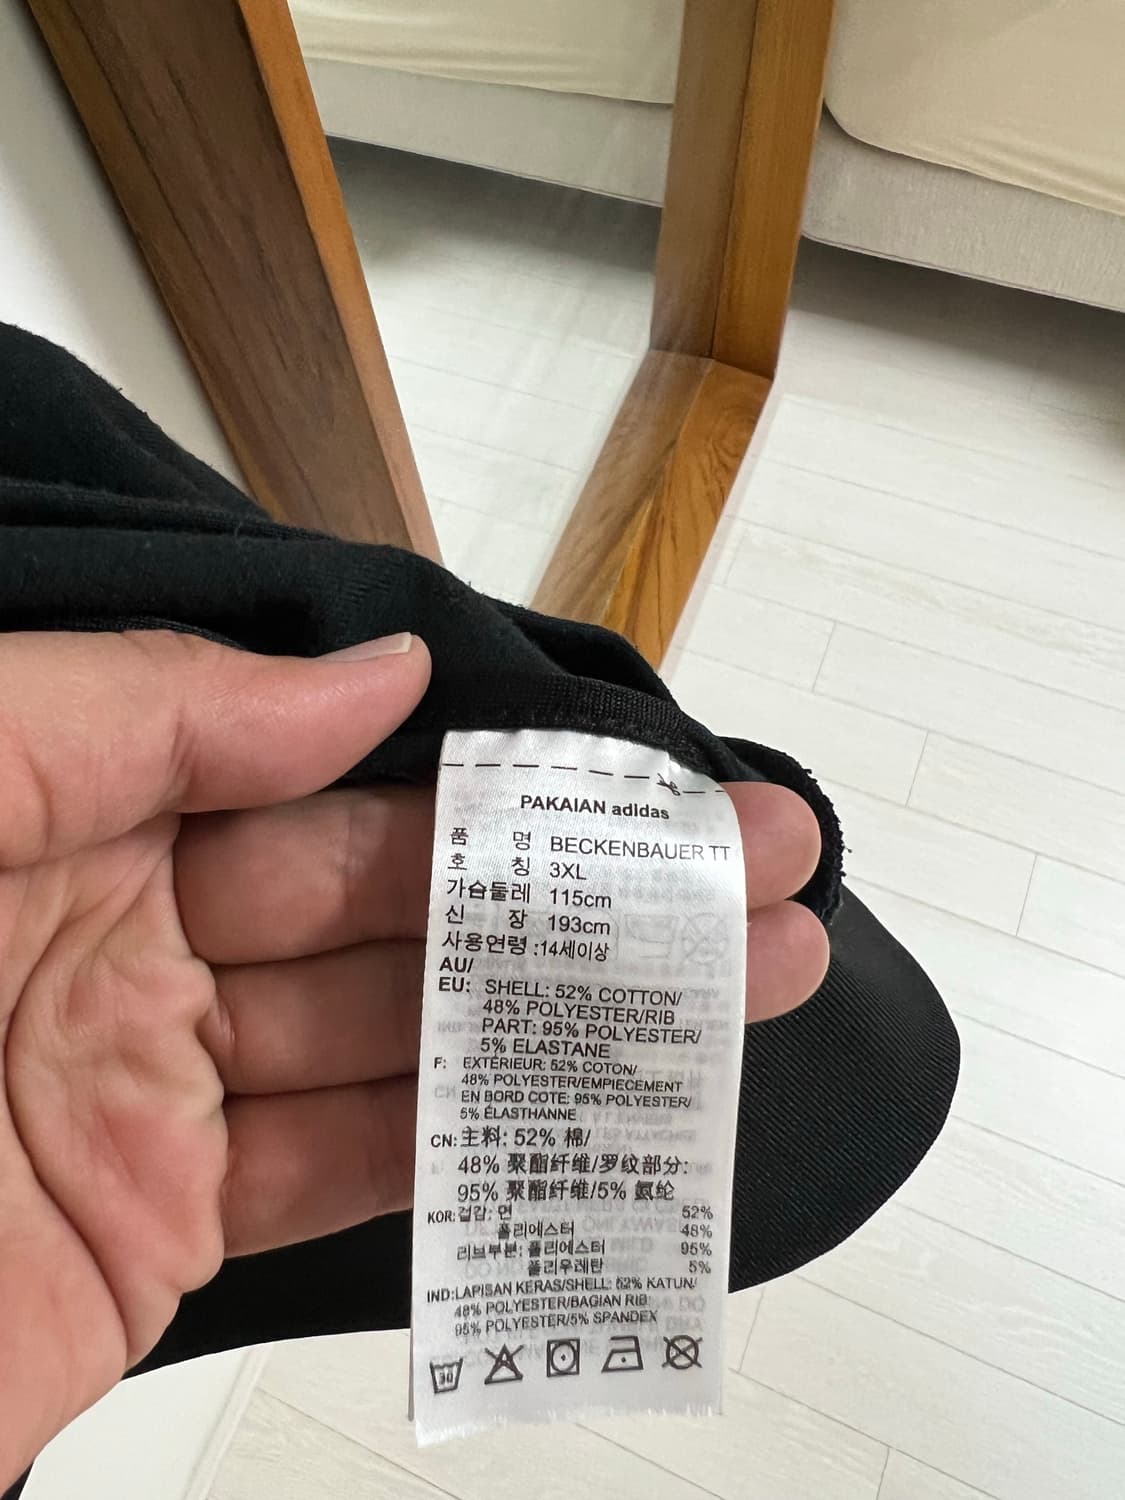 PAKAIAN adidas
품 명 BECKENBAUER TT
호 칭 3XL
가슴둘레 115cm
신 장 193cm
사용연령 :14세이상
AU/
EU: SHELL: 52% COTTON/
48% POLYESTER/RIB
PART: 95% POLYESTER/
5% ELASTANE
F: EXTÉRIEUR: 52% COTON/
48% POLYESTER/EMPIECEMENT
EN BORD COTE: 95% POLYESTER/
5% ÉLASTHANNE
CN: 主料: 52% 棉/
48% 聚酯纤维/罗纹部分:
95% 聚酯纤维/5% 氨纶
KOR: 겉감: 면 52%
폴리에스터 48%
리브부분: 폴리에스터 95%
폴리우레탄 5%
IND: LAPISAN KERAS/SHELL: 52% KATUN/
48% POLYESTER/BAGIAN RIB:
95% POLYESTER/5% SPANDEX
30